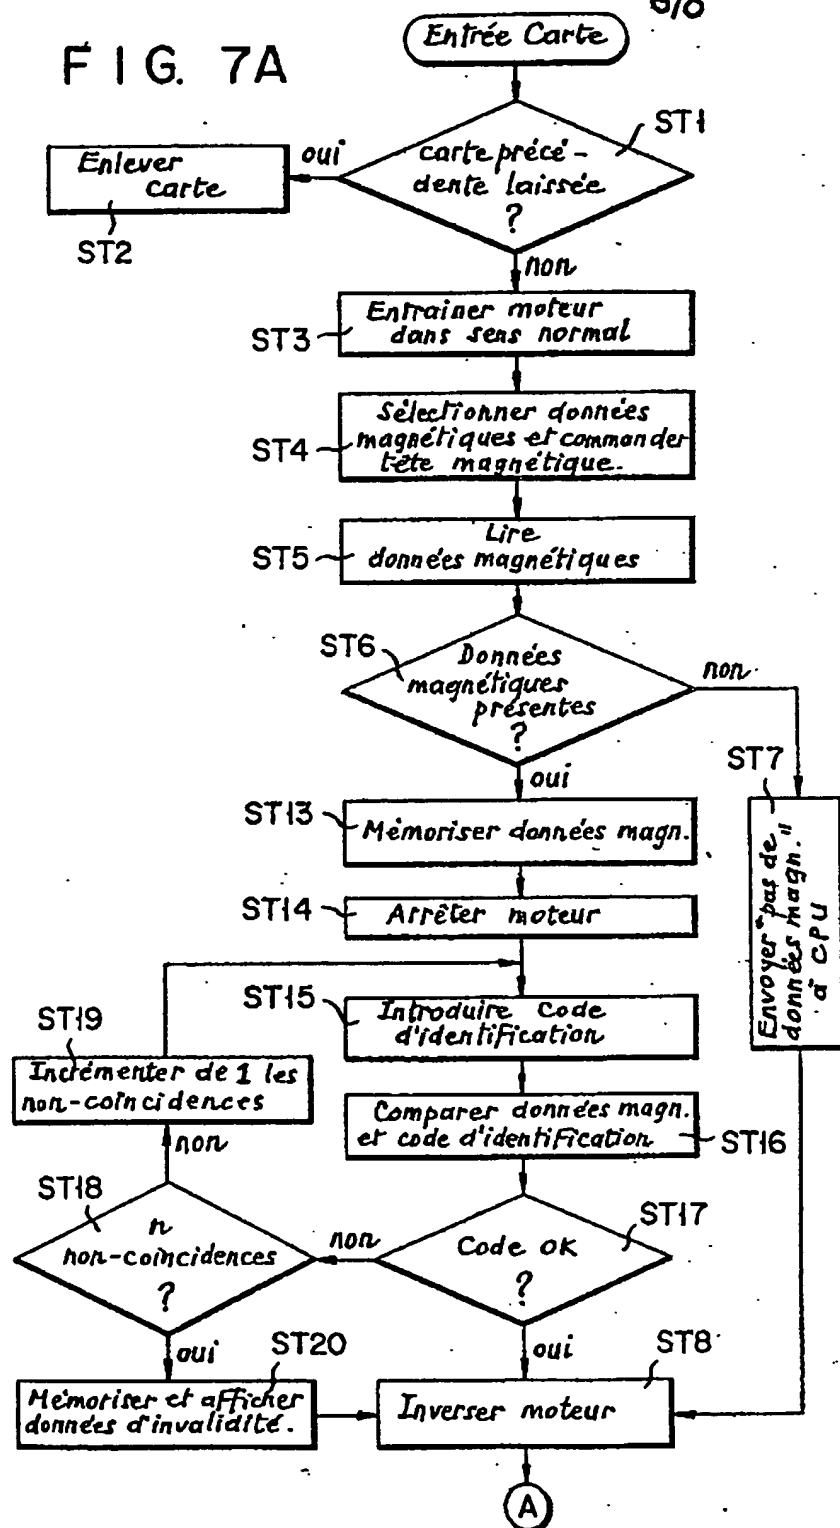 6/8
FIG. 7A
Entrée Carte
ST1
carte précé-
dente laissée
?
oui
Enlever
carte
ST2
non
ST3
Entrainer moteur
dans sens normal
ST4
Sélectionner données
magnétiques et commander
tête magnétique.
ST5
Lire
données magnétiques
ST6
Données
magnétiques
présentes
?
non
ST7
Envoyer "pas de
données magn."
à CPU
oui
ST13
Mémoriser données magn.
ST14
Arrêter moteur
ST15
Introduire Code
d'identification
ST19
Incrémenter de 1 les
non-coïncidences
Comparer données magn.
et code d'identification
ST16
non
ST18
n
non-coïncidences
?
non
ST17
Code OK
?
oui
ST20
Mémoriser et afficher
données d'invalidité.
oui
ST8
Inverser moteur
A